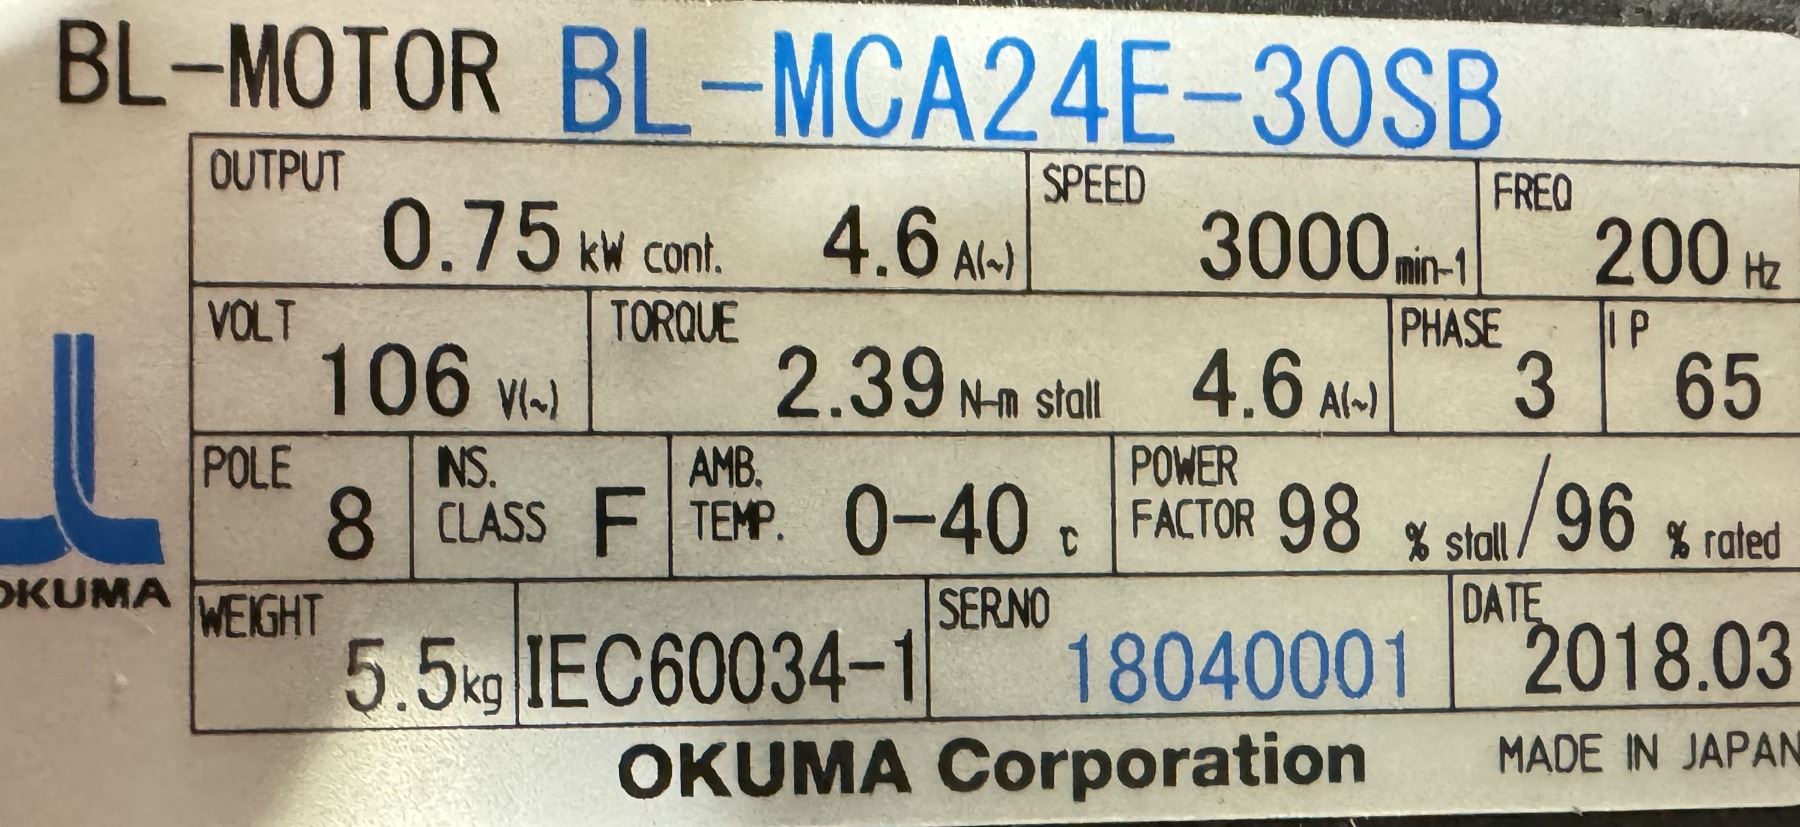 BL-MOTOR BL-MCA24E-30SB
OUTPUT 0.75 kW cont. 4.6 A(~) SPEED 3000 min-1 FREQ 200 Hz
VOLT 106 V(~) TORQUE 2.39 N-m stall 4.6 A(~) PHASE 3 IP 65
POLE 8 INS. CLASS F AMB. TEMP. 0-40 ℃ POWER FACTOR 98 % stall/96 % rated
OKUMA
WEIGHT 5.5kg IEC60034-1 SER.NO 18040001 DATE 2018.03
OKUMA Corporation MADE IN JAPAN